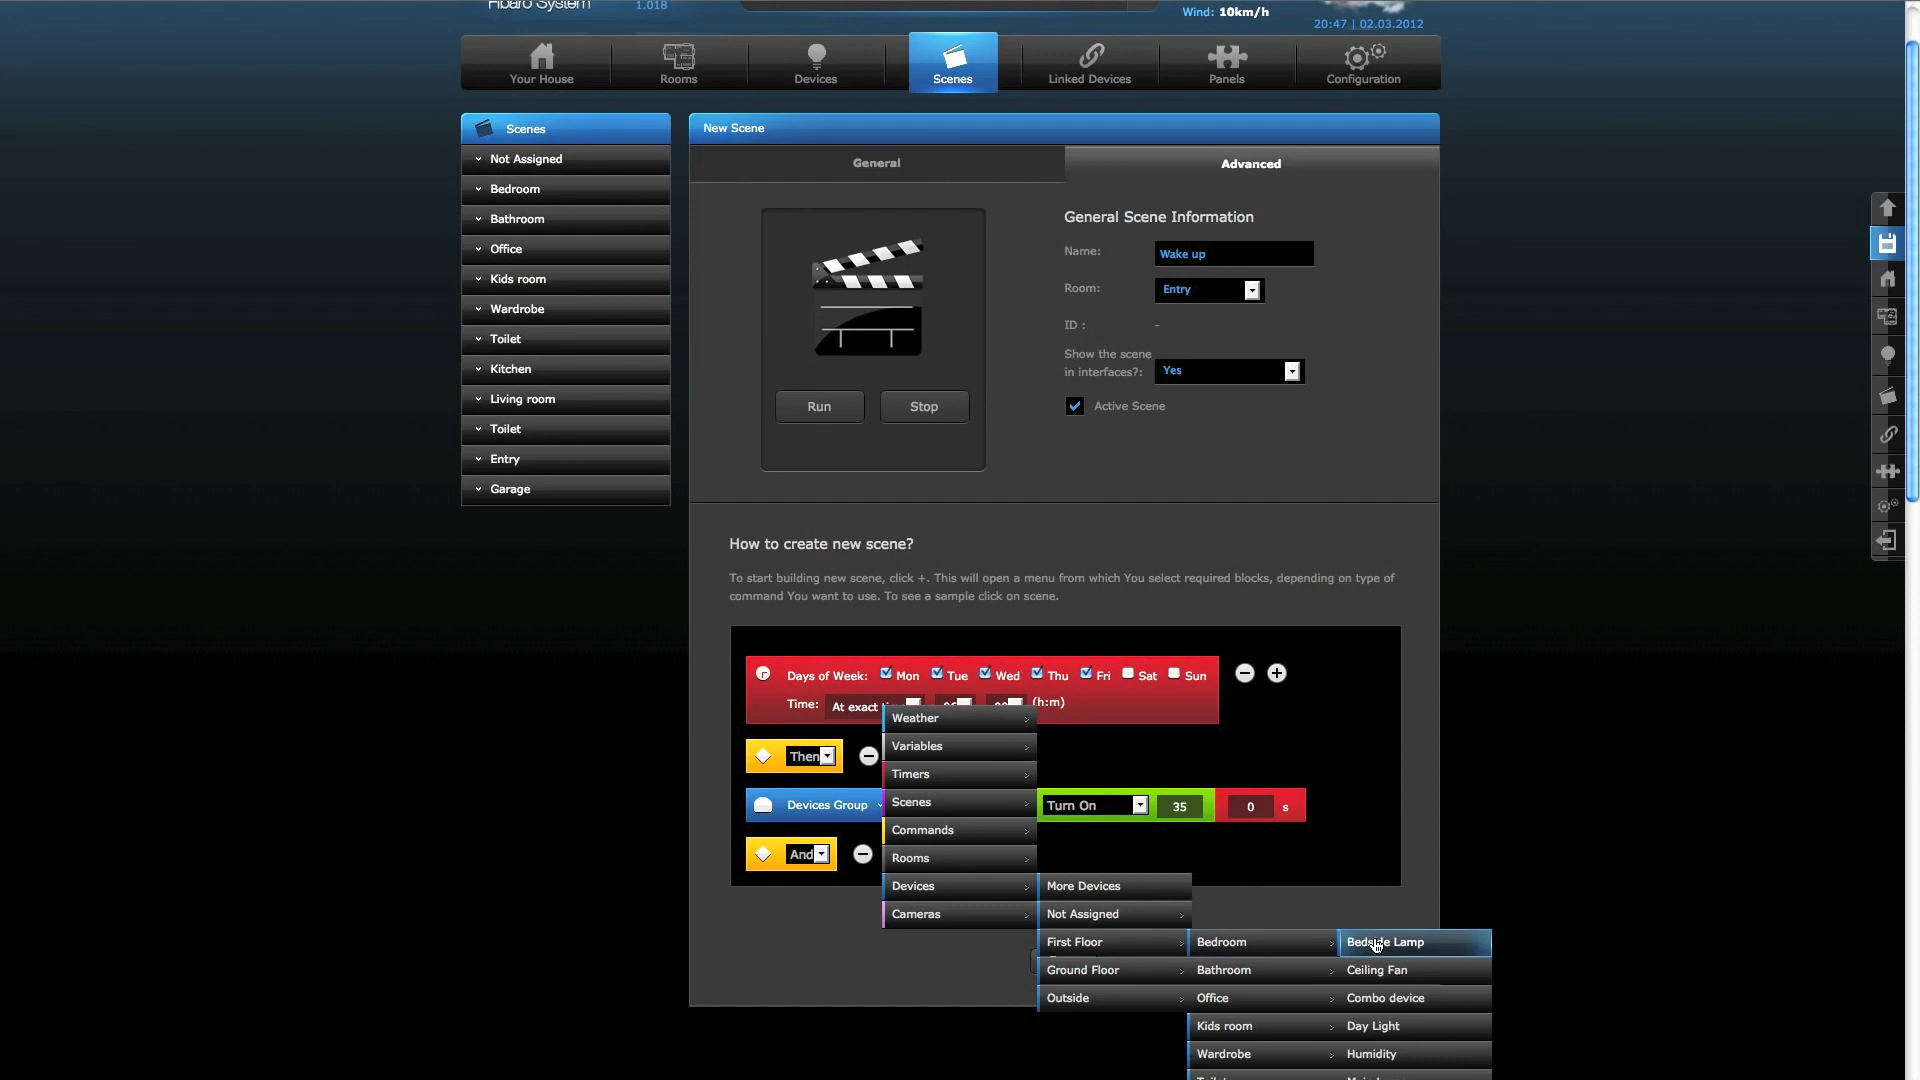 Fibaro System
1.018
Wind: 10km/h
20:47 | 02.03.2012
Your House
Rooms
Devices
Scenes
Linked Devices
Panels
Configuration
Scenes
Not Assigned
Bedroom
Bathroom
Office
Kids room
Wardrobe
Toilet
Kitchen
Living room
Toilet
Entry
Garage
New Scene
General
Advanced
Run
Stop
General Scene Information
Name:
Wake up
Room:
Entry
ID :
-
Show the scene
in interfaces?:
Yes
Active Scene
How to create new scene?
To start building new scene, click +. This will open a menu from which You select required blocks, depending on type of
command You want to use. To see a sample click on scene.
Days of Week: Mon Tue Wed Thu Fri Sat Sun
Time: At exact (h:m)
Then
Devices Group
Turn On
35
0 s
And
Weather
Variables
Timers
Scenes
Commands
Rooms
Devices
Cameras
More Devices
Not Assigned
First Floor
Ground Floor
Outside
Bedroom
Bathroom
Office
Kids room
Wardrobe
Bedside Lamp
Ceiling Fan
Combo device
Day Light
Humidity